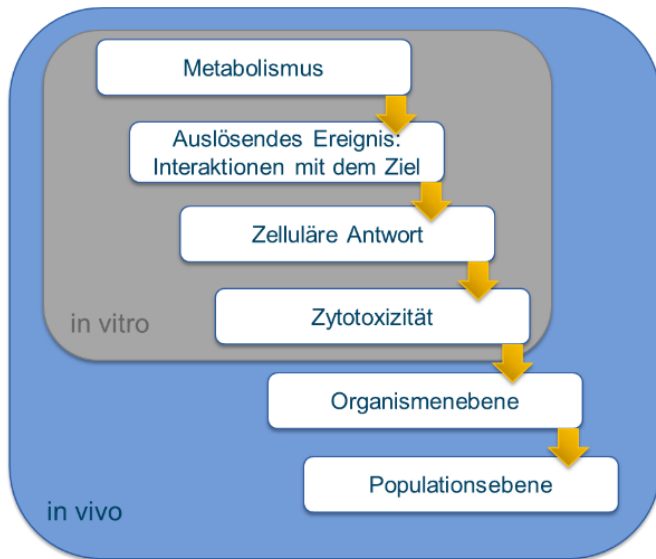 Metabolismus
Auslösendes Ereignis:
Interaktionen mit dem Ziel
Zelluläre Antwort
Zytotoxizität
in vitro
Organismenebene
Populationsebene
in vivo